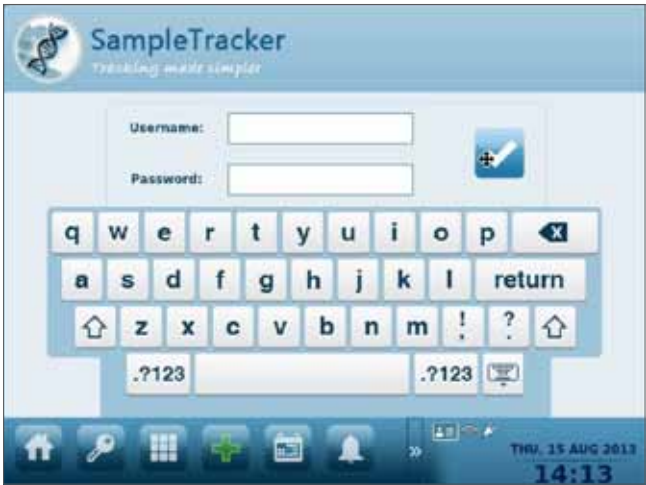 SampleTracker
Tracking made simpler
Username:
Password:
q w e r t y u i o p
a s d f g h j k l return
z x c v b n m ! , ? .
.?123 .?123
»
THU, 15 AUG 2013
14:13